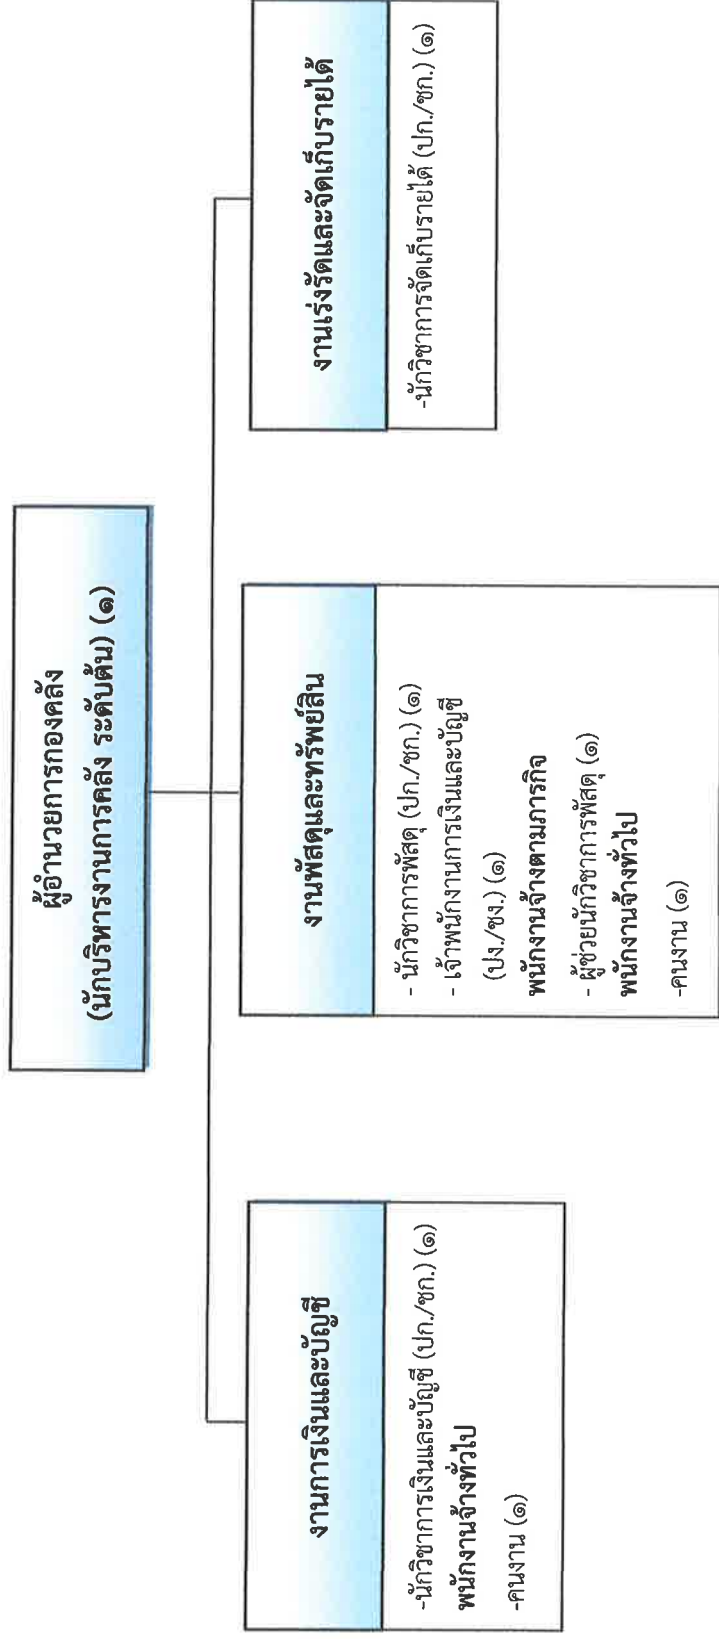 ผู้อำนวยการกองคลัง
(นักบริหารงานการคลัง ระดับต้น) (๑)
งานการเงินและบัญชี
-นักวิชาการเงินและบัญชี (ปก./ชก.) (๑)
พนักงานจ้างทั่วไป
-คนงาน (๑)
งานพัสดุและทรัพย์สิน
- นักวิชาการพัสดุ (ปก./ชก.) (๑)
- เจ้าพนักงานการเงินและบัญชี
(ปง./ชง.) (๑)
พนักงานจ้างตามภารกิจ
- ผู้ช่วยนักวิชาการพัสดุ (๑)
พนักงานจ้างทั่วไป
-คนงาน (๑)
งานเร่งรัดและจัดเก็บรายได้
-นักวิชาการจัดเก็บรายได้ (ปก./ชก.) (๑)